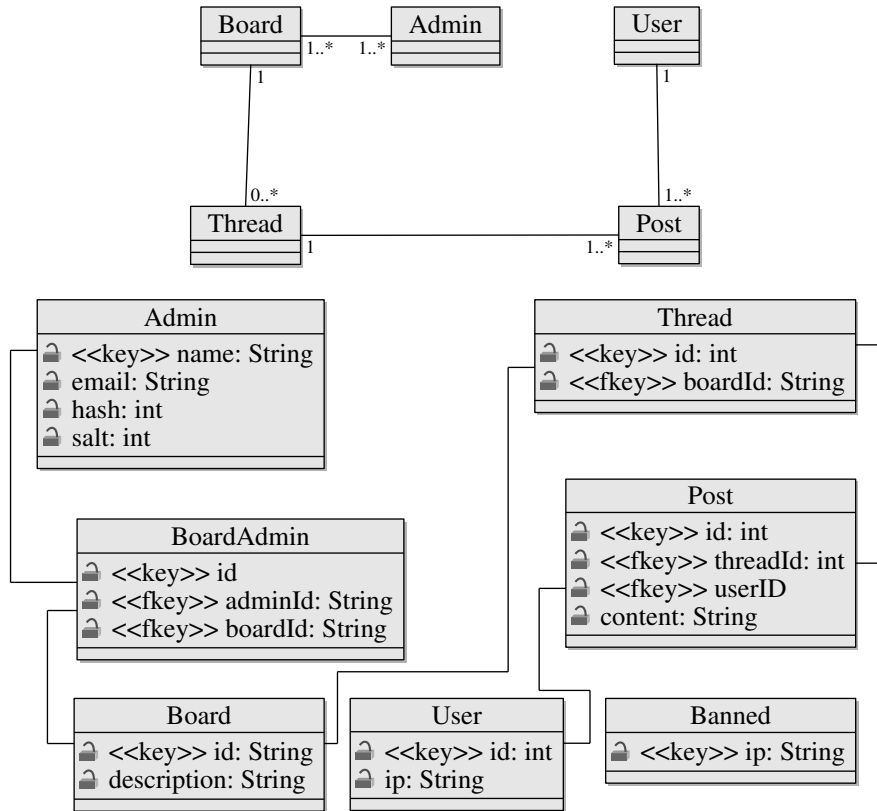 Board
Admin
User
1..*
1..*
1
1
0..*
1..*
Thread
Post
1
1..*
Admin
<<key>> name: String
email: String
hash: int
salt: int
Thread
<<key>> id: int
<<fkey>> boardId: String
BoardAdmin
<<key>> id
<<fkey>> adminId: String
<<fkey>> boardId: String
Post
<<key>> id: int
<<fkey>> threadId: int
<<fkey>> userID
content: String
Board
<<key>> id: String
description: String
User
<<key>> id: int
ip: String
Banned
<<key>> ip: String